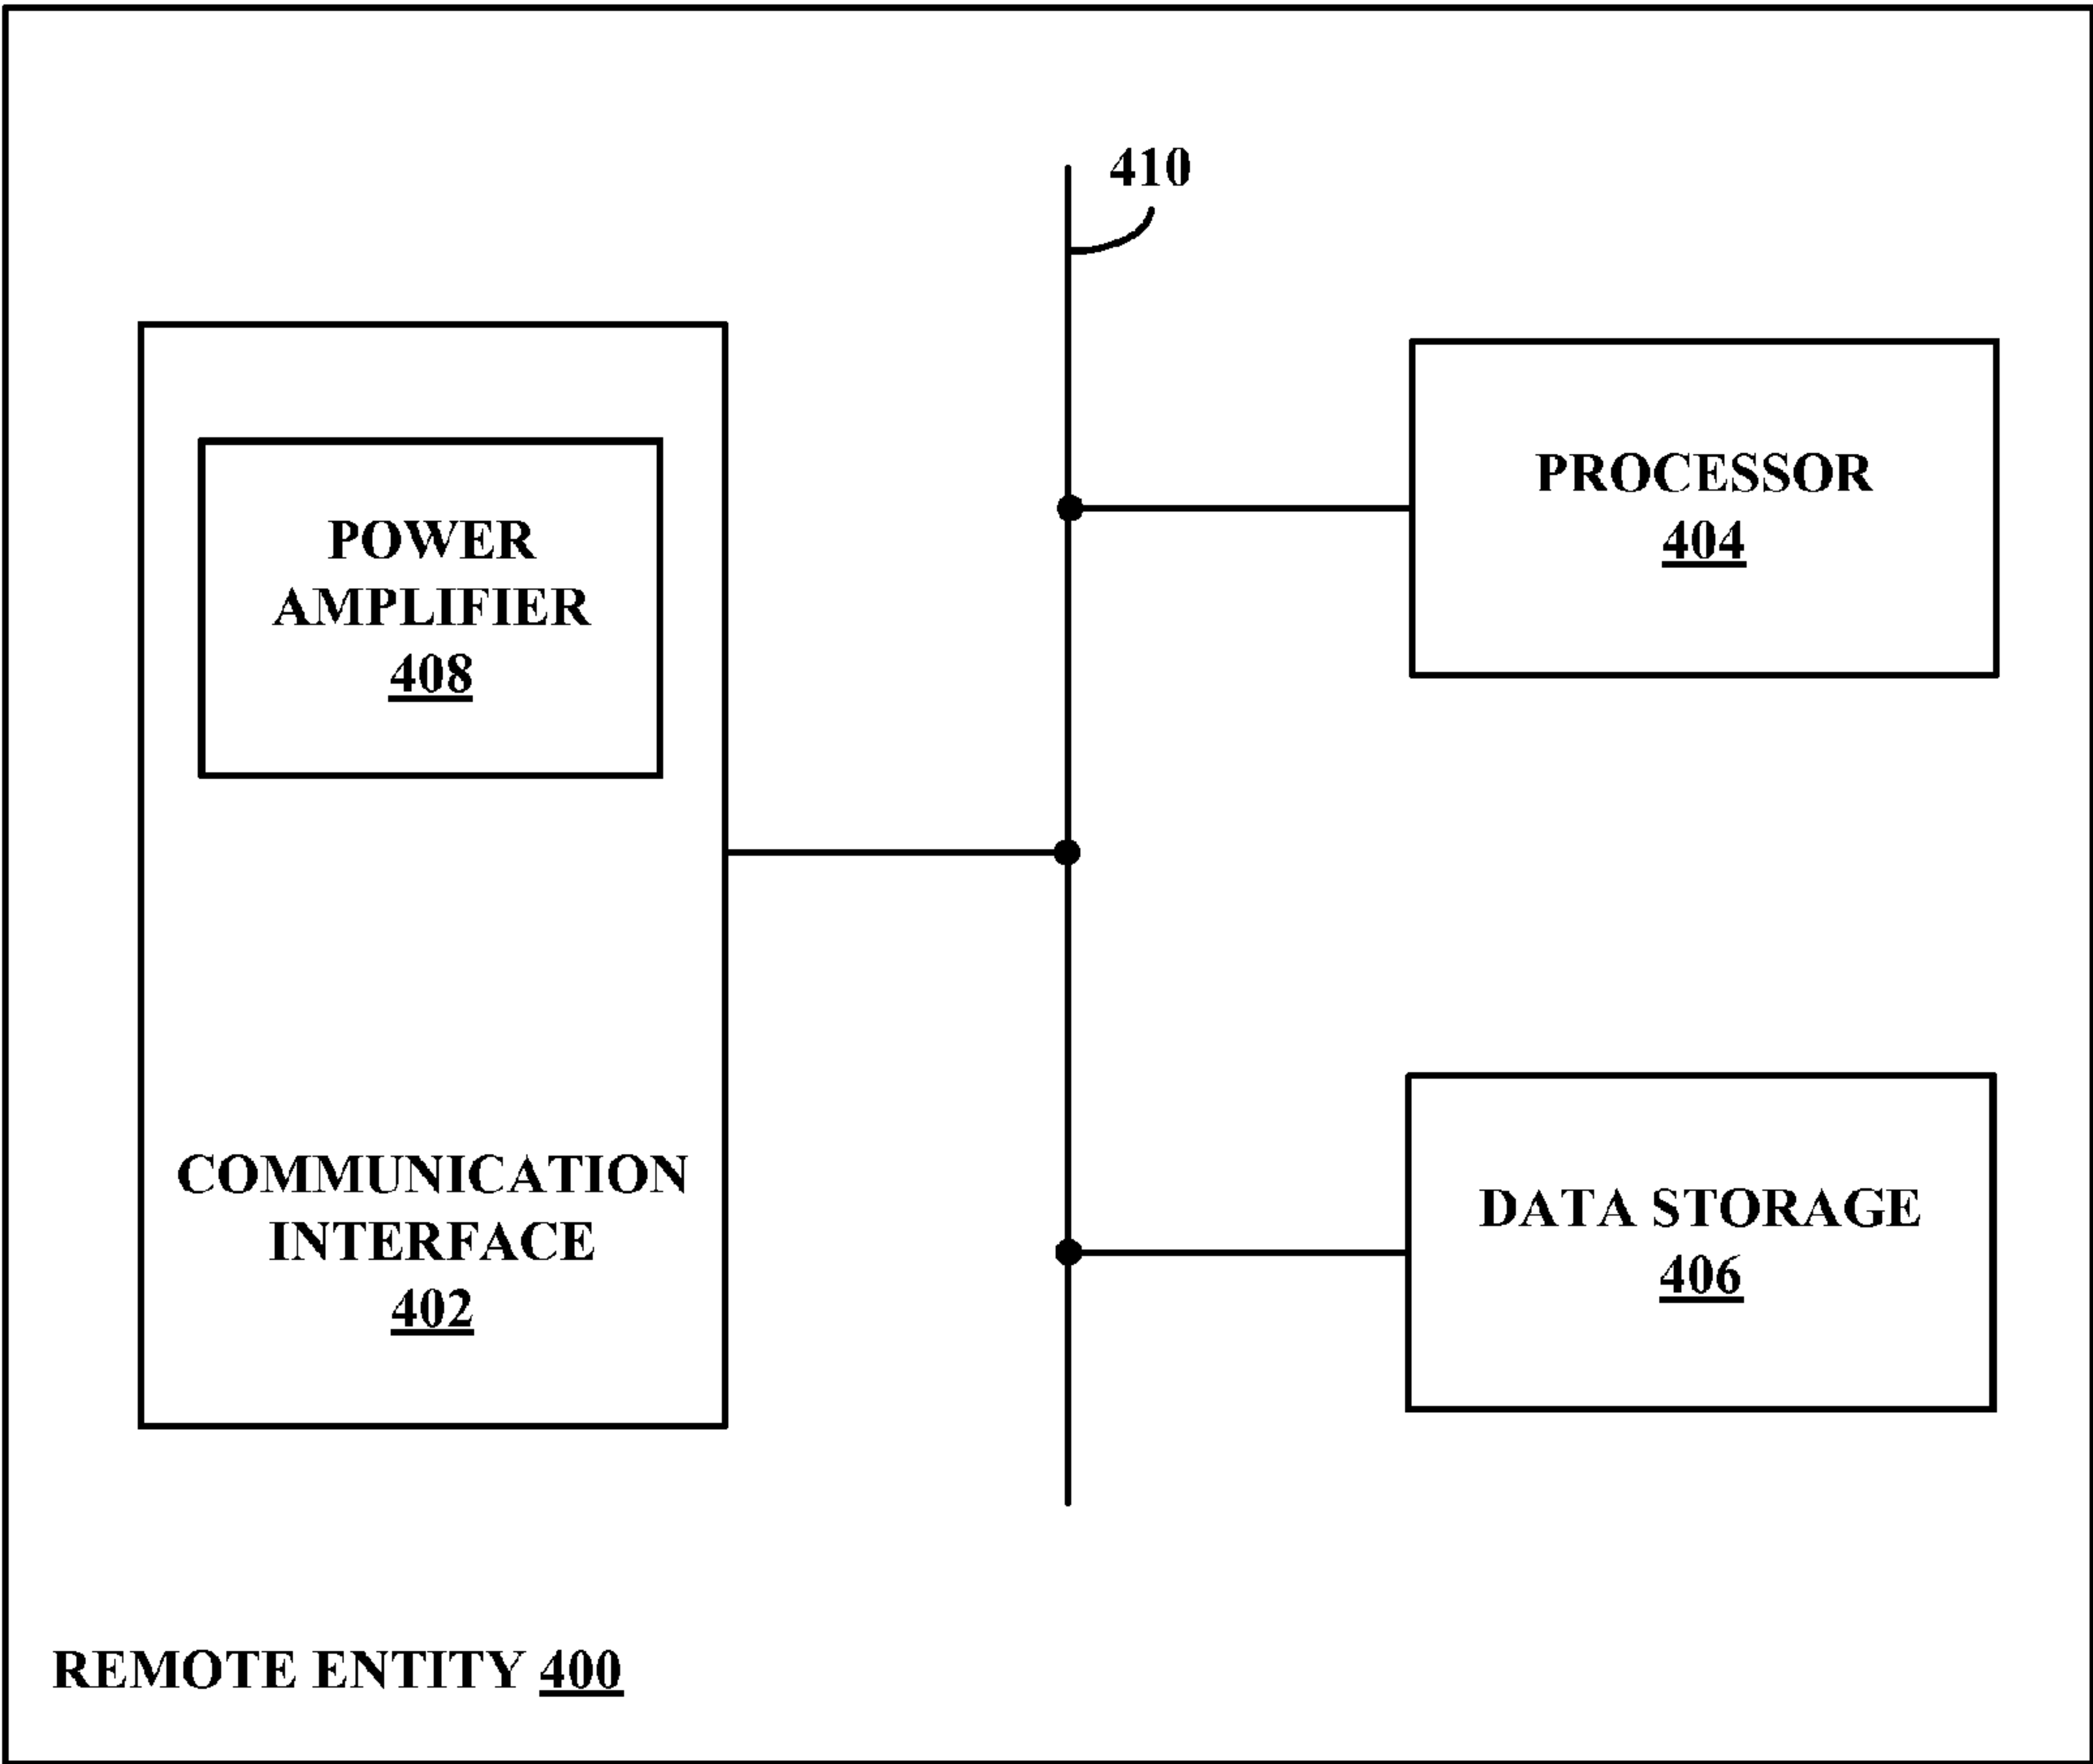 410
POWER
AMPLIFIER
408
COMMUNICATION
INTERFACE
402
PROCESSOR
404
DATA STORAGE
406
REMOTE ENTITY 400